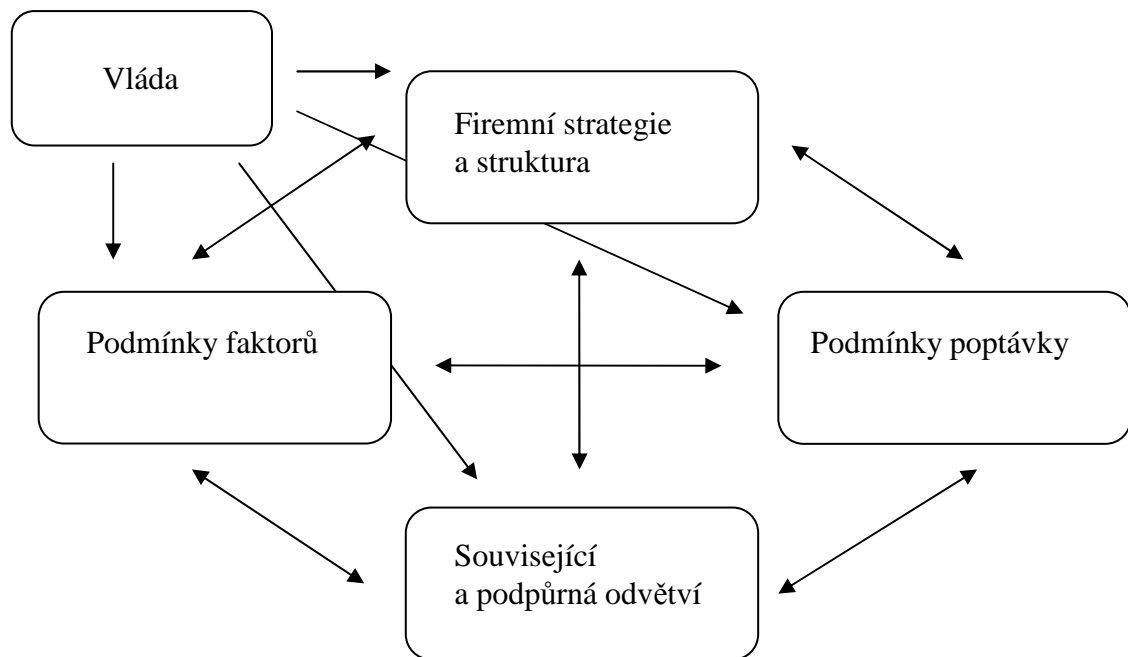 Vláda
Firemní strategie
a struktura
Podmínky faktorů
Podmínky poptávky
Související
a podpůrná odvětví